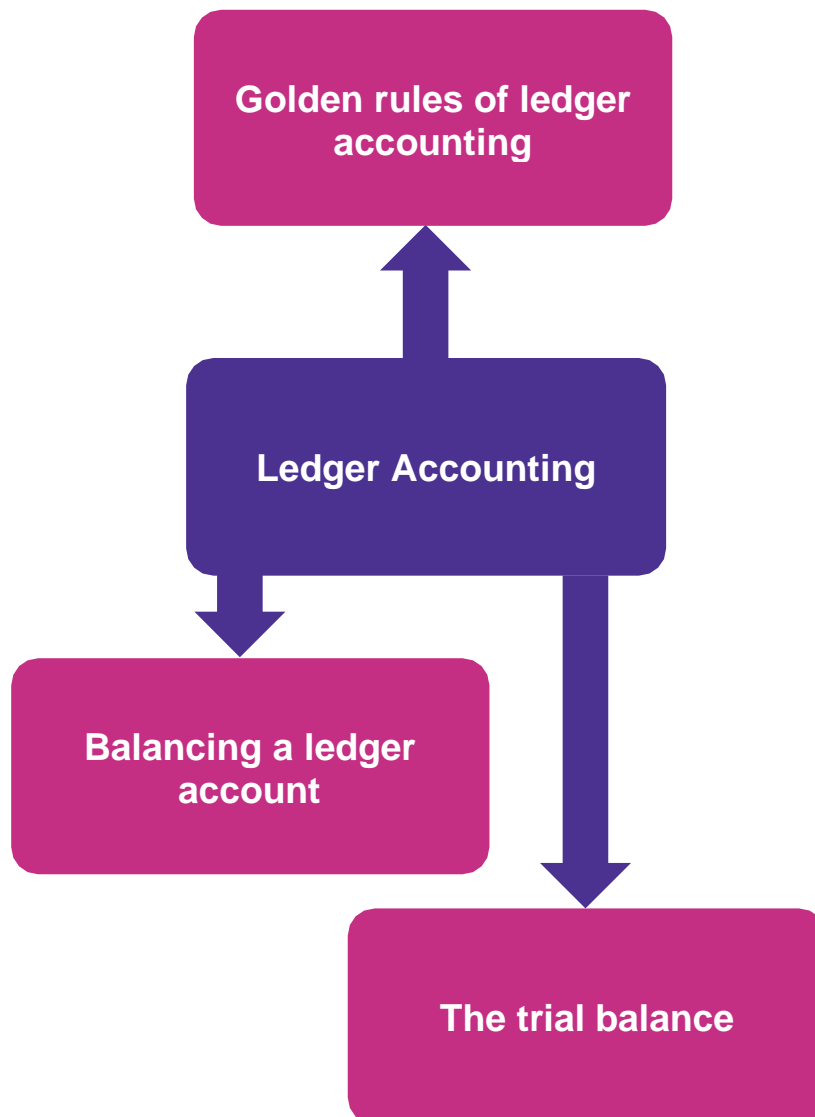 Golden rules of ledger
accounting
Ledger Accounting
Balancing a ledger
account
The trial balance